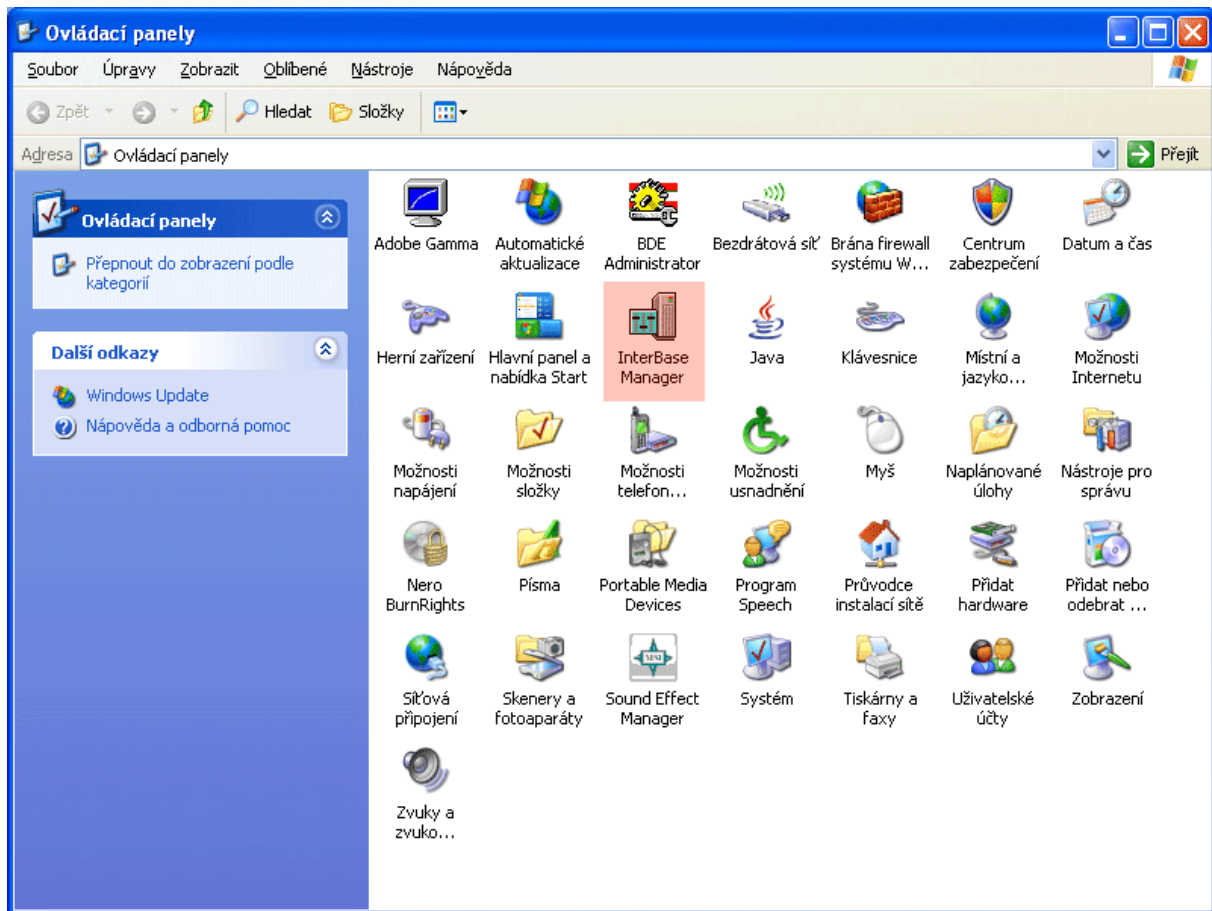 Ovládací panely
Soubor Úpravy Zobrazit Oblíbené Nástroje Nápověda
Zpět Hledat Složky
Adresa Ovládací panely Přejít
Ovládací panely
Přepnout do zobrazení podle
kategorií
Další odkazy
Windows Update
Nápověda a odborná pomoc
Adobe Gamma
Automatické
aktualizace
BDE
Administrator
Bezdrátová síť
Brána firewall
systému W...
Centrum
zabezpečení
Datum a čas
Herní zařízení
Hlavní panel a
nabídka Start
InterBase
Manager
Java
Klávesnice
Místní a
jazyko...
Možnosti
Internetu
Možnosti
napájení
Možnosti
složky
Možnosti
telefon...
Možnosti
usnadnění
Myš
Naplánované
úlohy
Nástroje pro
správu
Nero
BurnRights
Písma
Portable Media
Devices
Program
Speech
Průvodce
instalací sítě
Přidat
hardware
Přidat nebo
odebrat ...
Síťová
připojení
Skenery a
fotoaparáty
MSI
Sound Effect
Manager
Systém
Tiskárny a
faxy
Uživatelské
účty
Zobrazení
Zvuky a
zvuko...